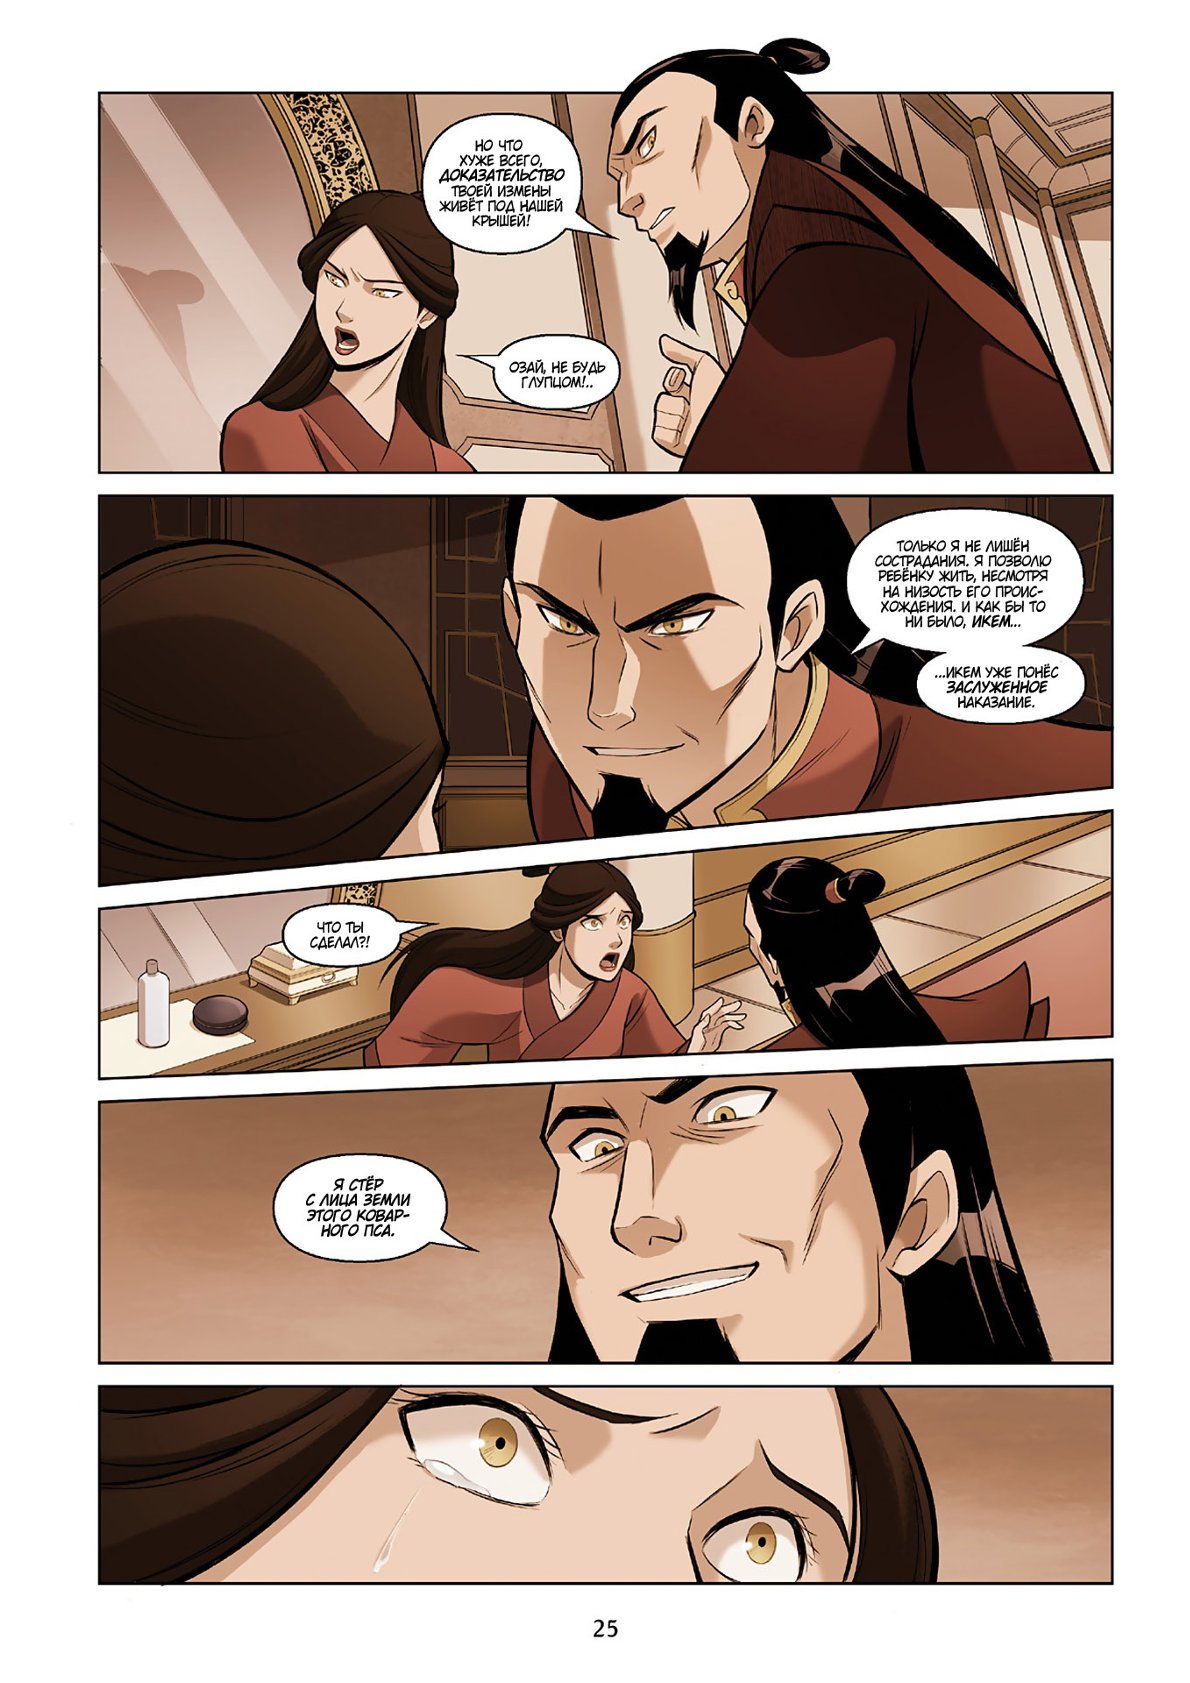 НО ЧТО
ХУЖЕ ВСЕГО,
ДОКАЗАТЕЛЬСТВО
ТВОЕЙ ИЗМЕНЫ
ЖИВЁТ ПОД НАШЕЙ
КРЫШЕЙ!
ОЗАЙ, НЕ БУДЬ
ГЛУПЦОМ!..
ТОЛЬКО Я НЕ ЛИШЁН
СОСТРАДАНИЯ. Я ПОЗВОЛЮ
РЕБЁНКУ ЖИТЬ, НЕСМОТРЯ
НА НИЗОСТЬ ЕГО ПРОИС-
ХОЖДЕНИЯ. И КАК БЫ ТО
НИ БЫЛО, ИКЕМ...
...ИКЕМ УЖЕ ПОНЁС
ЗАСЛУЖЕННОЕ
НАКАЗАНИЕ.
ЧТО ТЫ
СДЕЛАЛ?!
Я СТЁР
С ЛИЦА ЗЕМЛИ
ЭТОГО КОВАР-
НОГО ПСА.
25